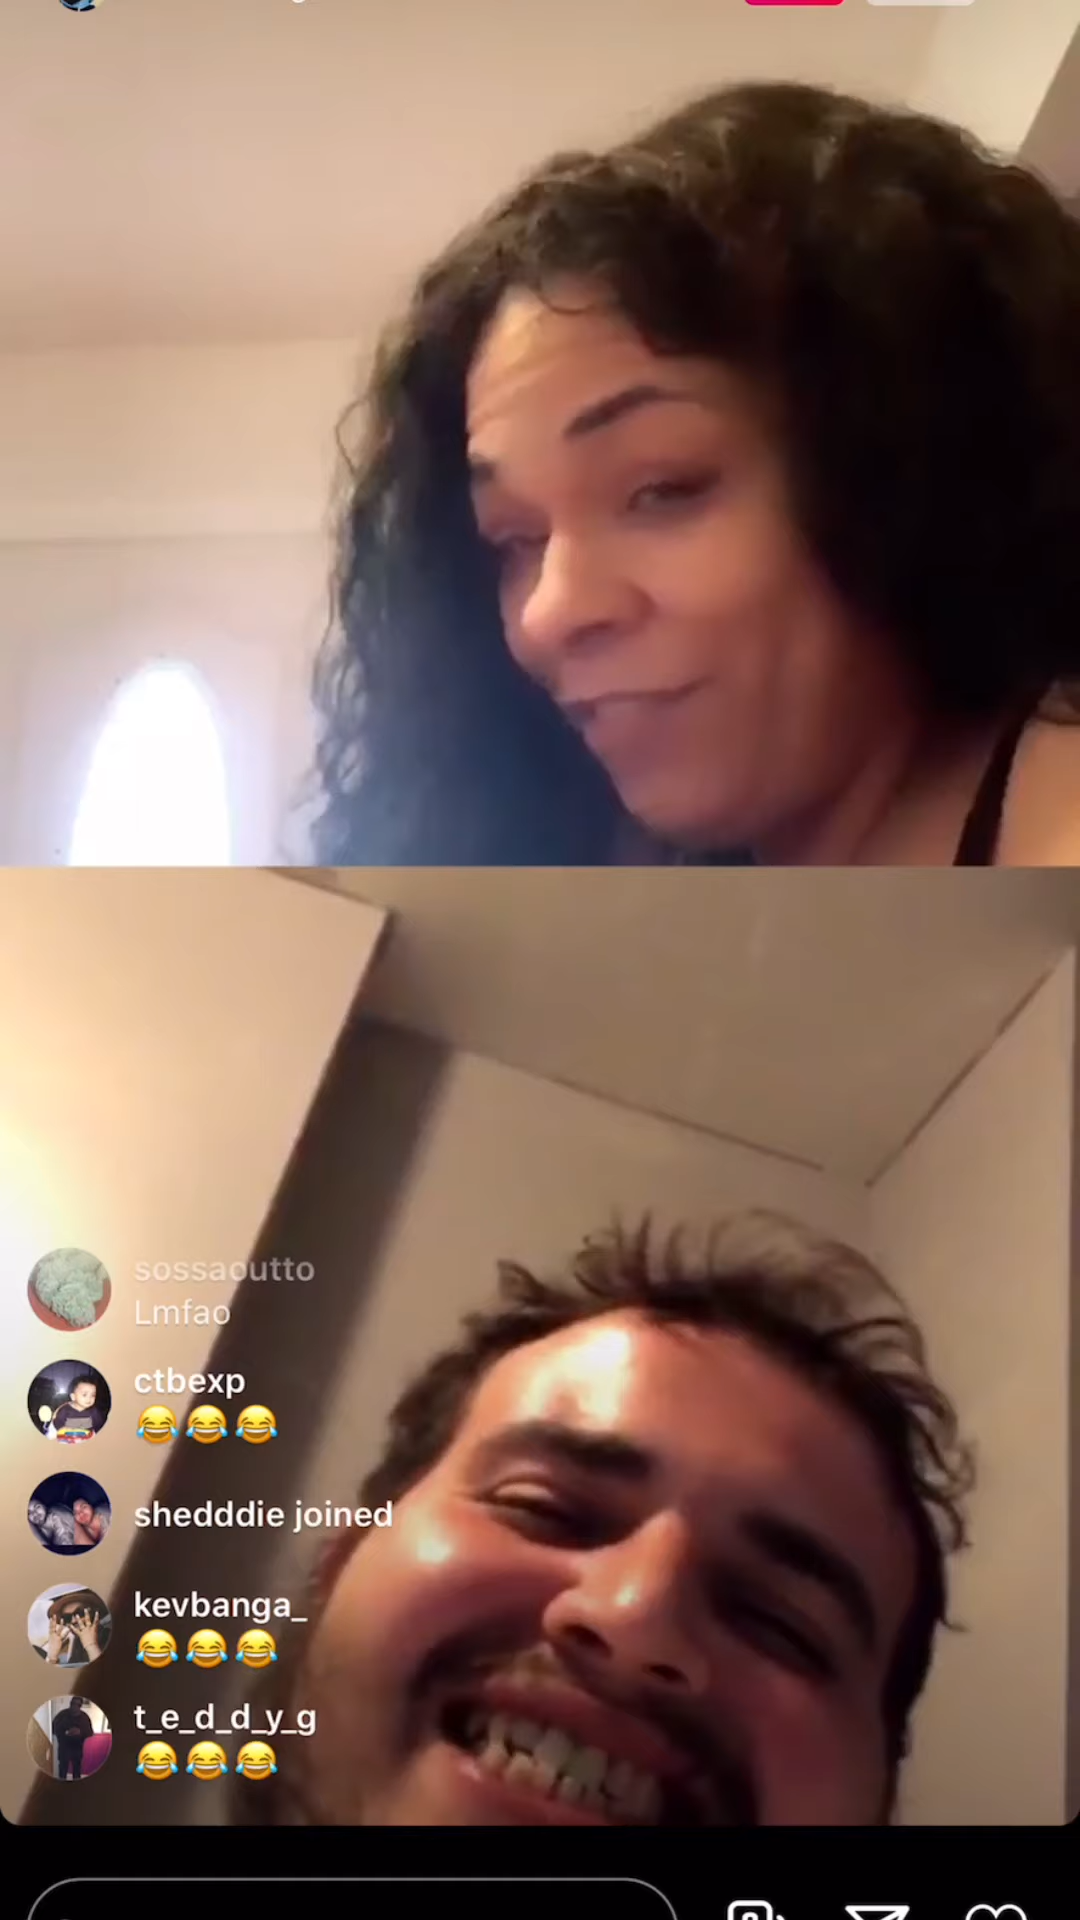 sossaoutto
Lmfao
ctbexp
😂😂😂
shedddie joined
kevbanga_
😂😂😂
t_e_d_d_y_g
😂😂😂